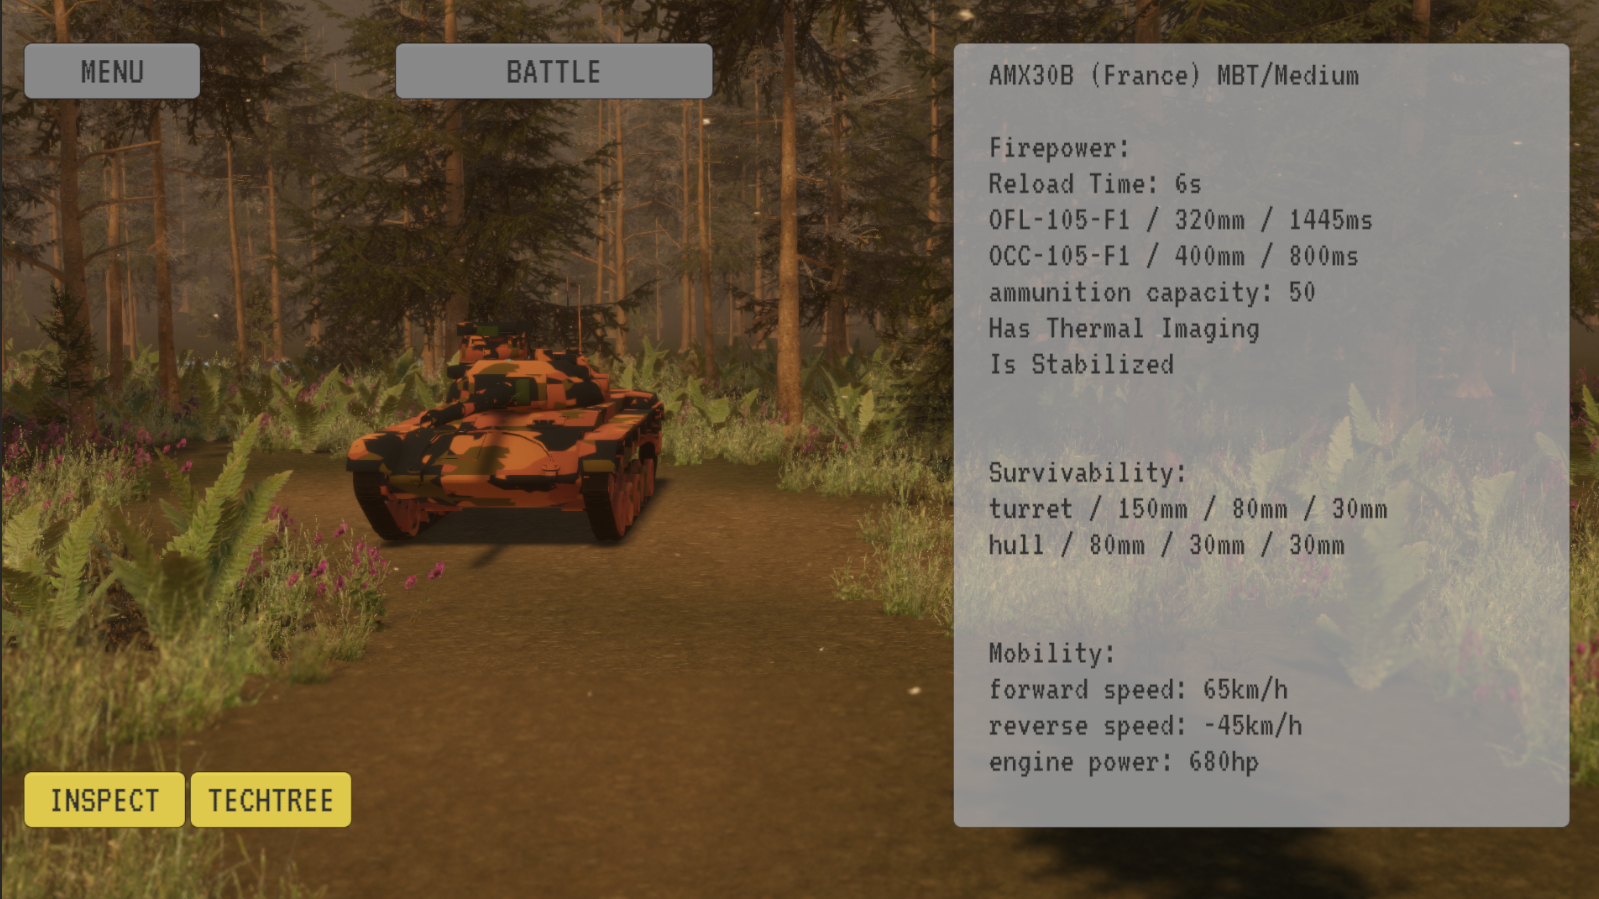 MENU
BATTLE
AMX30B (France) MBT/Medium
Firepower:
Reload Time: 6s
OFL-105-F1 / 320mm / 1445ms
OCC-105-F1 / 400mm / 800ms
ammunition capacity: 50
Has Thermal Imaging
Is Stabilized
Survivability:
turret / 150mm / 80mm / 30mm
hull / 80mm / 30mm / 30mm
Mobility:
forward speed: 65km/h
reverse speed: -45km/h
engine power: 680hp
INSPECT
TECHTREE